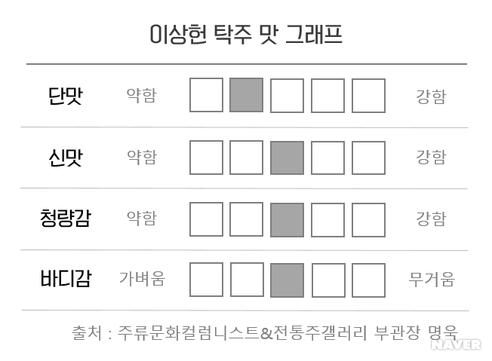 이상헌 탁주 맛 그래프
단맛 약함 강함
신맛 약함 강함
청량감 약함 강함
바디감 가벼움 무거움
출처 : 주류문화컬럼니스트&전통주갤러리 부관장 명욱
NAVER